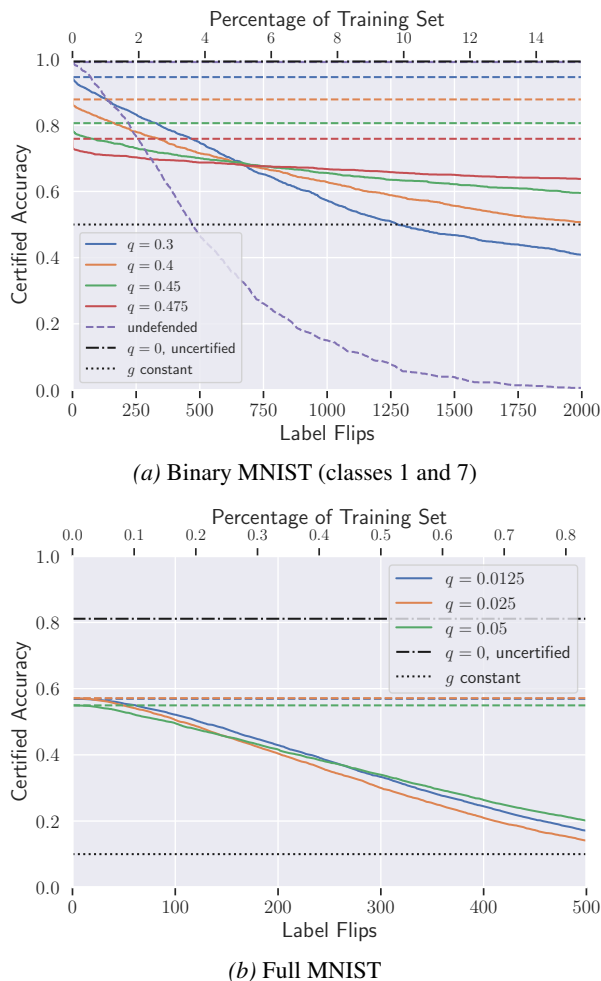 Percentage of Training Set
0 2 4 6 8 10 12 14
1.0
0.8
0.6
0.4
0.2
0.0
Certified Accuracy
q = 0.3
q = 0.4
q = 0.45
q = 0.475
undefended
q = 0, uncertified
g constant
0 250 500 750 1000 1250 1500 1750 2000
Label Flips
(a) Binary MNIST (classes 1 and 7)
Percentage of Training Set
0.0 0.1 0.2 0.3 0.4 0.5 0.6 0.7 0.8
1.0
0.8
0.6
0.4
0.2
0.0
Certified Accuracy
q = 0.0125
q = 0.025
q = 0.05
q = 0, uncertified
g constant
0 100 200 300 400 500
Label Flips
(b) Full MNIST